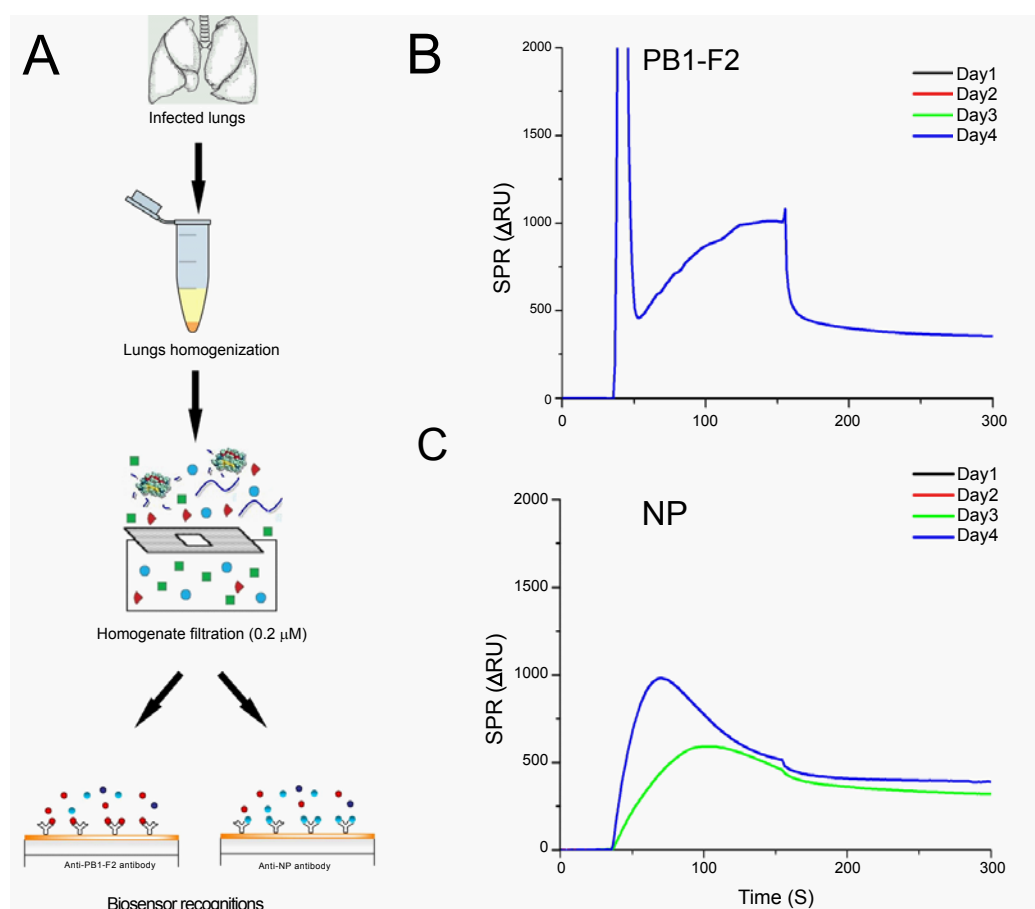 A
Infected lungs
Lungs homogenization
Homogenate filtration (0.2 μM)
Anti-PB1-F2 antibody
Anti-NP antibody
Biosensor recognitions
B
PB1-F2
Day1
Day2
Day3
Day4
SPR (ΔRU)
2000
1500
1000
500
0
0 100 200 300
C
NP
Day1
Day2
Day3
Day4
SPR (ΔRU)
2000
1500
1000
500
0
0 100 200 300
Time (S)